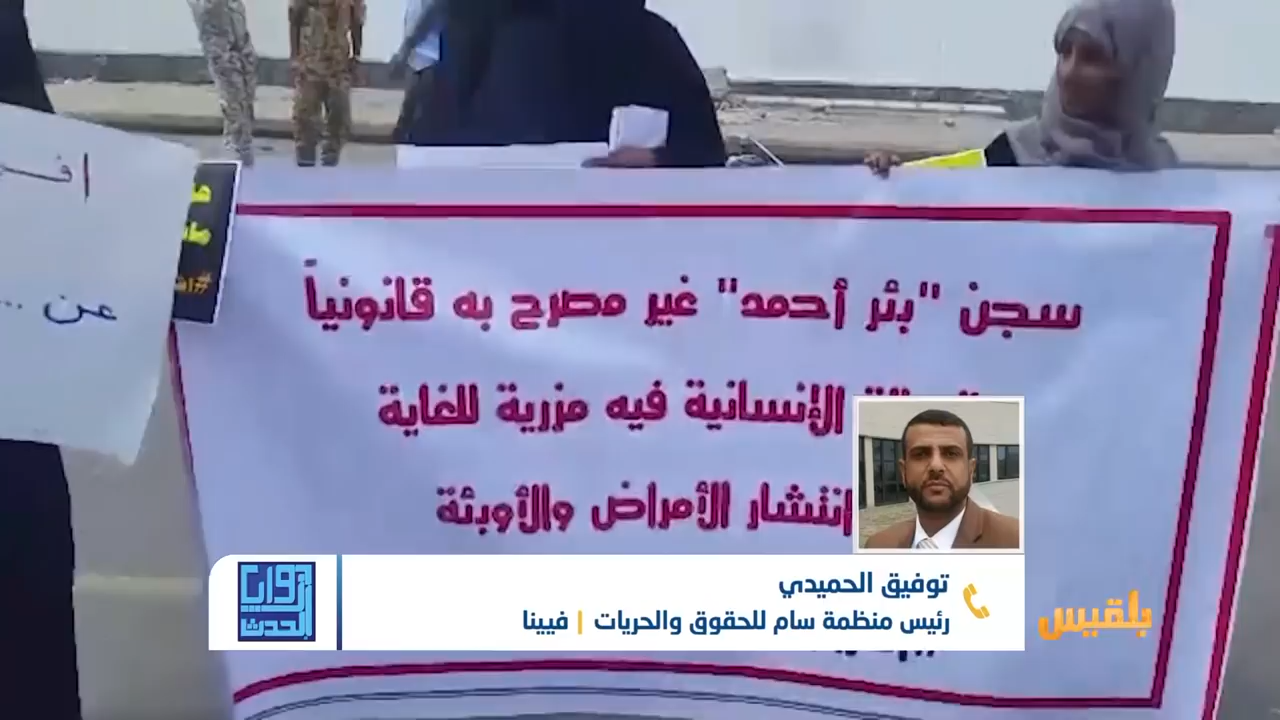 سجن "بئر أحمد" غير مصرح به قانونياً
الإنسانية فيه مزرية للغاية
إنتشار الأمراض والأوبئة
عن ...
توفيق الحميدي
رئيس منظمة سام للحقوق والحريات | فيينا
بلقيس
زوايا الحدث